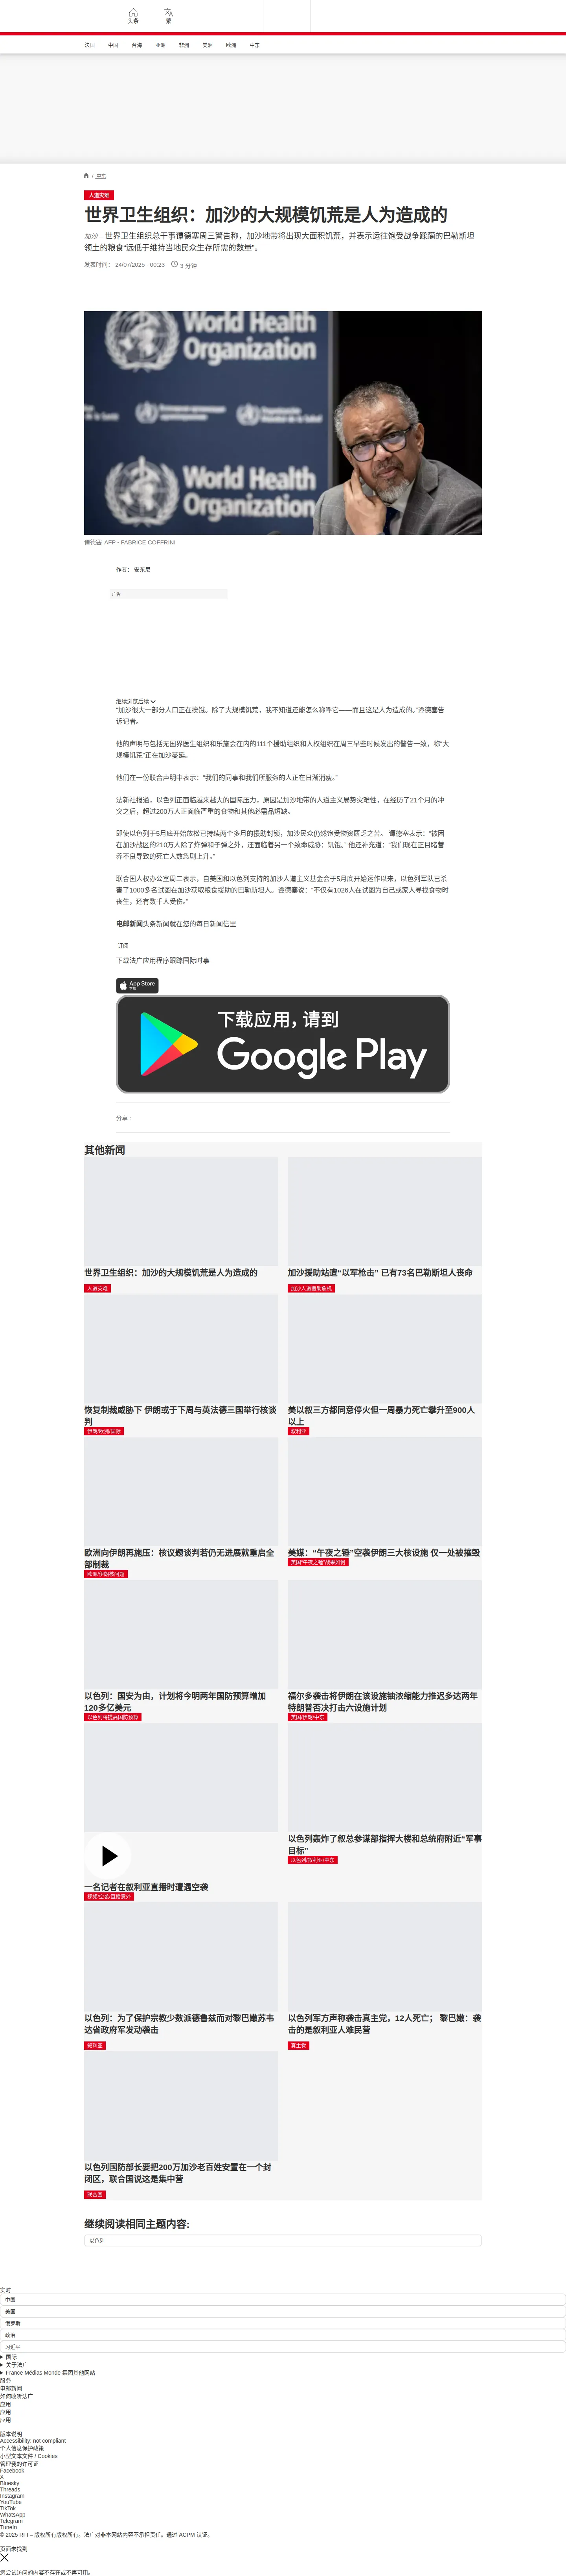 头条
繁
法国 中国 台海 亚洲 非洲 美洲 欧洲 中东
/ 中东
人道灾难
世界卫生组织：加沙的大规模饥荒是人为造成的
加沙 – 世界卫生组织总干事谭德塞周三警告称，加沙地带将出现大面积饥荒，并表示运往饱受战争蹂躏的巴勒斯坦
领土的粮食“远低于维持当地民众生存所需的数量”。
发表时间： 24/07/2025 - 00:23 3 分钟
World Health
Organization
谭德塞 AFP - FABRICE COFFRINI
作者： 安东尼
广告
继续浏览后续
“加沙很大一部分人口正在挨饿。除了大规模饥荒，我不知道还能怎么称呼它——而且这是人为造成的。”谭德塞告
诉记者。
他的声明与包括无国界医生组织和乐施会在内的111个援助组织和人权组织在周三早些时候发出的警告一致，称“大
规模饥荒”正在加沙蔓延。
他们在一份联合声明中表示：“我们的同事和我们所服务的人正在日渐消瘦。”
法新社报道，以色列正面临越来越大的国际压力，原因是加沙地带的人道主义局势灾难性，在经历了21个月的冲
突之后，超过200万人正面临严重的食物和其他必需品短缺。
即使以色列于5月底开始放松已持续两个多月的援助封锁，加沙民众仍然饱受物资匮乏之苦。 谭德塞表示：“被困
在加沙战区的210万人除了炸弹和子弹之外，还面临着另一个致命威胁：饥饿。” 他还补充道：“我们现在正目睹营
养不良导致的死亡人数急剧上升。”
联合国人权办公室周二表示，自美国和以色列支持的加沙人道主义基金会于5月底开始运作以来，以色列军队已杀
害了1000多名试图在加沙获取粮食援助的巴勒斯坦人。谭德塞说：“不仅有1026人在试图为自己或家人寻找食物时
丧生，还有数千人受伤。”
电邮新闻头条新闻就在您的每日新闻信里
订阅
下载法广应用程序跟踪国际时事
App Store
下载
下载应用，请到
Google Play
分享 :
其他新闻
世界卫生组织：加沙的大规模饥荒是人为造成的
人道灾难
加沙援助站遭“以军枪击” 已有73名巴勒斯坦人丧命
加沙人道援助危机
恢复制裁威胁下 伊朗或于下周与英法德三国举行核谈
判
伊朗/欧洲/国际
美以叙三方都同意停火但一周暴力死亡攀升至900人
以上
叙利亚
欧洲向伊朗再施压：核议题谈判若仍无进展就重启全
部制裁
欧洲/伊朗核问题
美媒：“午夜之锤”空袭伊朗三大核设施 仅一处被摧毁
美国“午夜之锤”战果如何
以色列：国安为由，计划将今明两年国防预算增加
120多亿美元
以色列将提高国防预算
福尔多袭击将伊朗在该设施铀浓缩能力推迟多达两年
特朗普否决打击六设施计划
美国/伊朗/中东
一名记者在叙利亚直播时遭遇空袭
视频/空袭/直播意外
以色列轰炸了叙总参谋部指挥大楼和总统府附近“军事
目标”
以色列/叙利亚/中东
以色列：为了保护宗教少数派德鲁兹而对黎巴嫩苏韦
达省政府军发动袭击
叙利亚
以色列军方声称袭击真主党，12人死亡； 黎巴嫩：袭
击的是叙利亚人难民营
真主党
以色列国防部长要把200万加沙老百姓安置在一个封
闭区，联合国说这是集中营
联合国
继续阅读相同主题内容:
以色列
实时
中国
美国
俄罗斯
政治
习近平
国际
关于法广
France Médias Monde 集团其他网站
服务
电邮新闻
如何收听法广
应用
应用
应用
版本说明
Accessibility: not compliant
个人信息保护政策
小型文本文件 / Cookies
管理我的许可证
Facebook
X
Bluesky
Threads
Instagram
YouTube
TikTok
WhatsApp
Telegram
TuneIn
© 2025 RFI – 版权所有版权所有。法广对非本网站内容不承担责任。通过 ACPM 认证。
页面未找到
您尝试访问的内容不存在或不再可用。